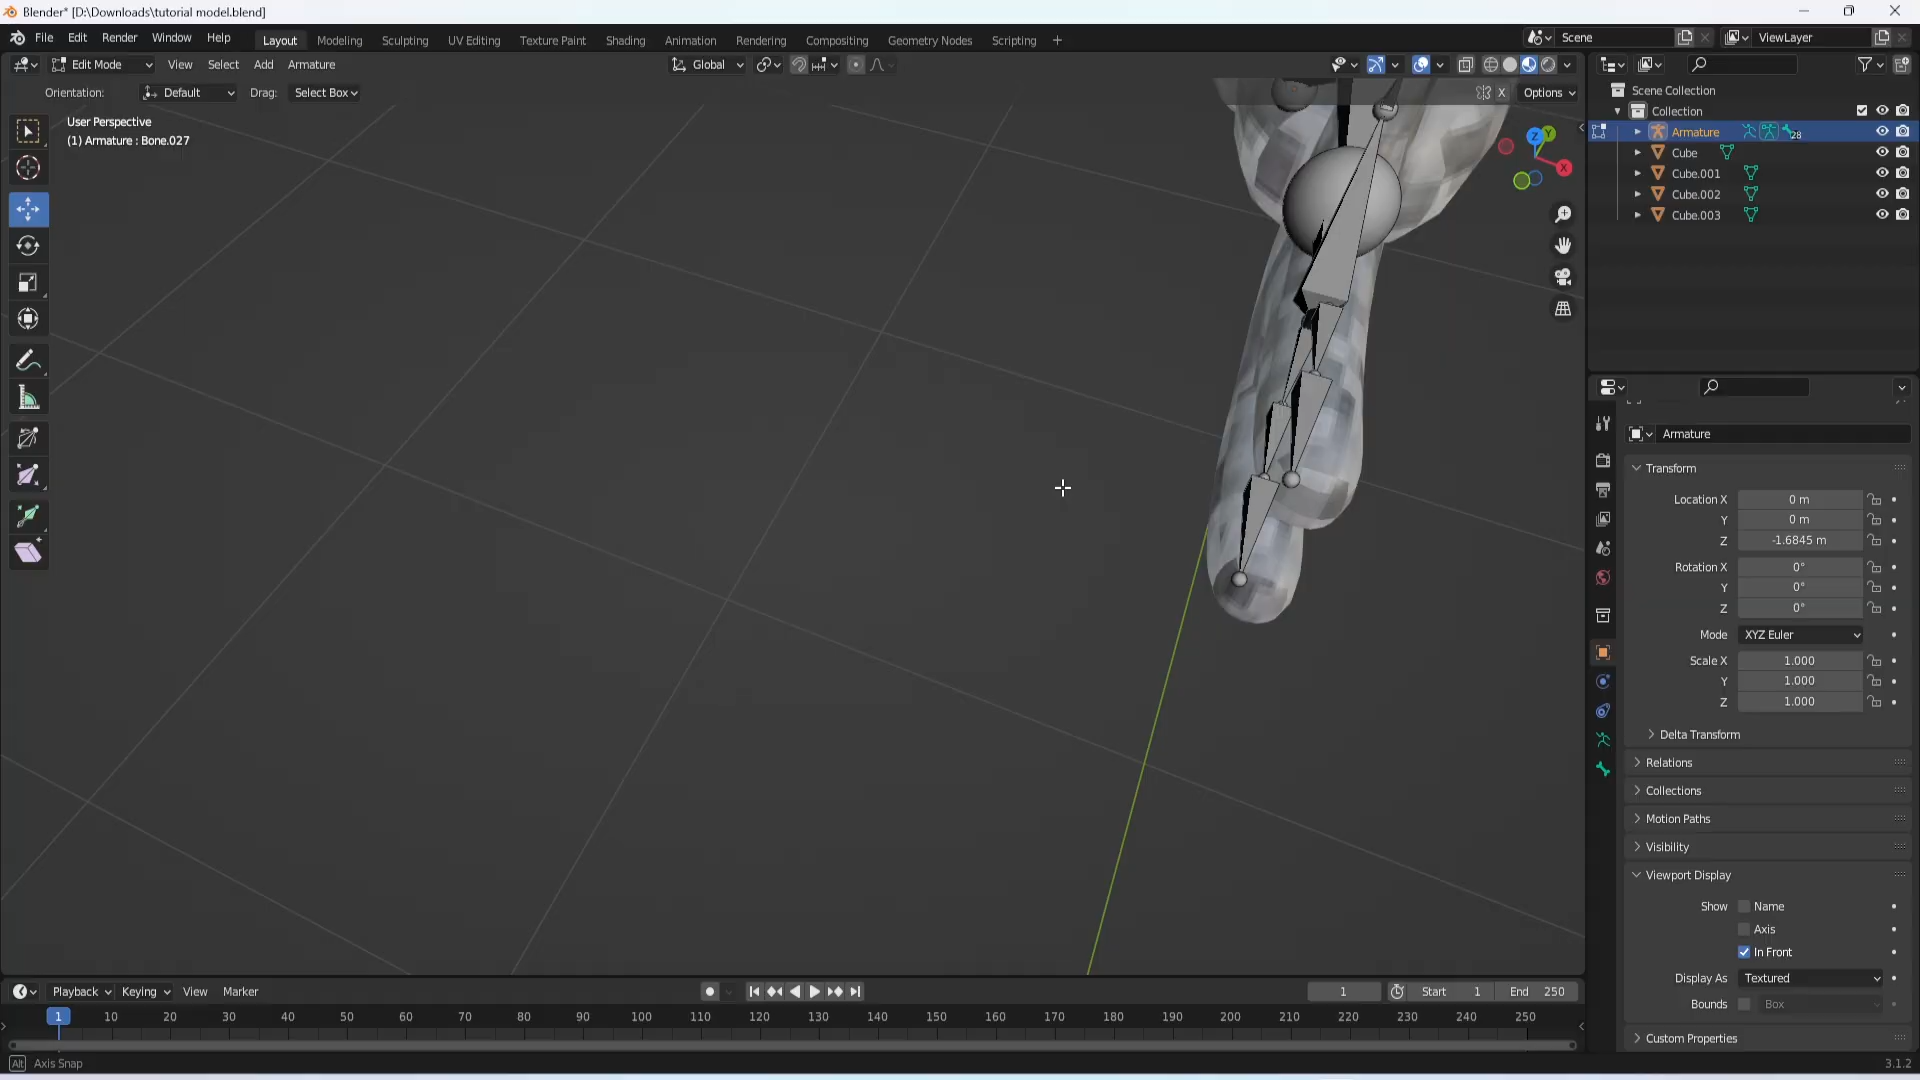 Blender* [D:\Downloads\tutorial model.blend]
File Edit Render Window Help Layout Modeling Sculpting UV Editing Texture Paint Shading Animation Rendering Compositing Geometry Nodes Scripting + Scene ViewLayer
Edit Mode View Select Add Armature Global
Orientation: Default Drag: Select Box X Options
User Perspective
(1) Armature : Bone.027
Z Y X
Scene Collection
Collection
Armature 28
Cube
Cube.001
Cube.002
Cube.003
Armature
Transform
Location X 0 m
Y 0 m
Z -1.6845 m
Rotation X 0°
Y 0°
Z 0°
Mode XYZ Euler
Scale X 1.000
Y 1.000
Z 1.000
Delta Transform
Relations
Collections
Motion Paths
Visibility
Viewport Display
Show Name
Axis
In Front
Display As Textured
Bounds Box
Custom Properties
Playback Keying View Marker 1 Start 1 End 250
1 10 20 30 40 50 60 70 80 90 100 110 120 130 140 150 160 170 180 190 200 210 220 230 240 250
Alt Axis Snap 3.1.2